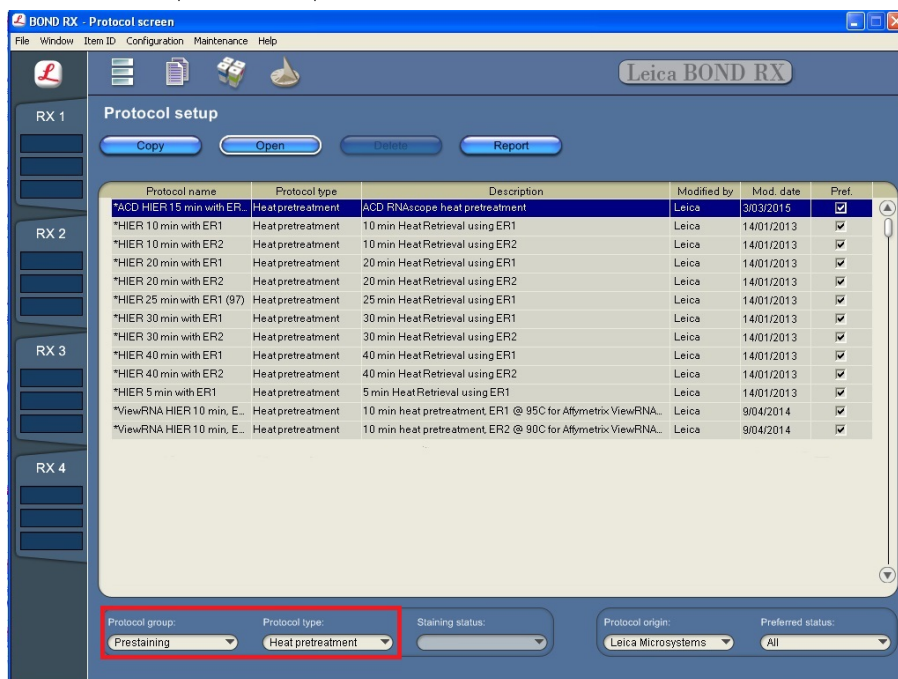 BOND RX - Protocol screen
File Window Item ID Configuration Maintenance Help
Leica BOND RX
RX 1
Protocol setup
Copy Open Delete Report
Protocol name Protocol type Description Modified by Mod. date Pref.
*ACD HIER 15 min with ER... Heat pretreatment ACD RNAscope heat pretreatment Leica 3/03/2015
*HIER 10 min with ER1 Heat pretreatment 10 min Heat Retrieval using ER1 Leica 14/01/2013
RX 2
*HIER 10 min with ER2 Heat pretreatment 10 min Heat Retrieval using ER2 Leica 14/01/2013
*HIER 20 min with ER1 Heat pretreatment 20 min Heat Retrieval using ER1 Leica 14/01/2013
*HIER 20 min with ER2 Heat pretreatment 20 min Heat Retrieval using ER2 Leica 14/01/2013
*HIER 25 min with ER1 (97) Heat pretreatment 25 min Heat Retrieval using ER1 Leica 14/01/2013
*HIER 30 min with ER1 Heat pretreatment 30 min Heat Retrieval using ER1 Leica 14/01/2013
*HIER 30 min with ER2 Heat pretreatment 30 min Heat Retrieval using ER2 Leica 14/01/2013
RX 3
*HIER 40 min with ER1 Heat pretreatment 40 min Heat Retrieval using ER1 Leica 14/01/2013
*HIER 40 min with ER2 Heat pretreatment 40 min Heat Retrieval using ER2 Leica 14/01/2013
*HIER 5 min with ER1 Heat pretreatment 5 min Heat Retrieval using ER1 Leica 14/01/2013
*ViewRNA HIER 10 min, E... Heat pretreatment 10 min heat pretreatment, ER1 @ 95C for Affymetrix ViewRNA... Leica 9/04/2014
*ViewRNA HIER 10 min, E... Heat pretreatment 10 min heat pretreatment, ER2 @ 90C for Affymetrix ViewRNA... Leica 9/04/2014
RX 4
Protocol group: Protocol type: Staining status: Protocol origin: Preferred status:
Prestaining Heat pretreatment Leica Microsystems All